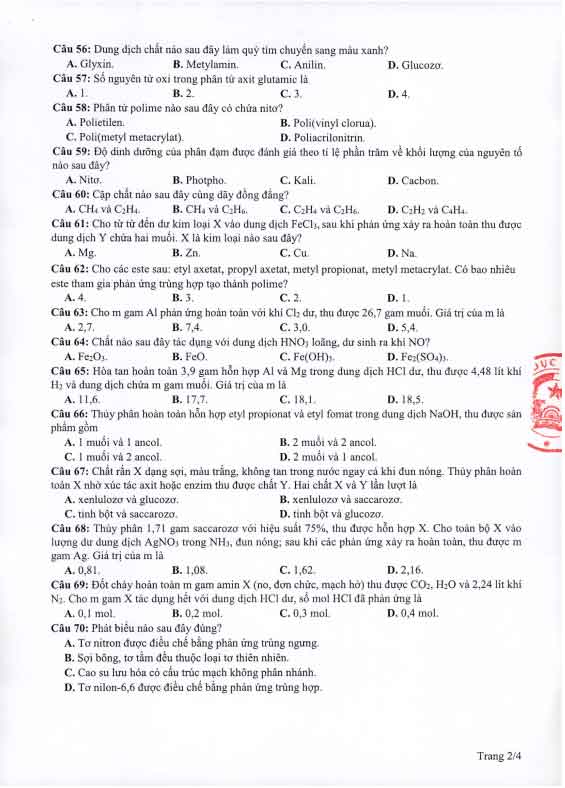 Câu 56: Dung dịch chất nào sau đây làm quỳ tím chuyển sang màu xanh?
A. Glyxin. B. Metylamin. C. Anilin. D. Glucozơ.
Câu 57: Số nguyên tử oxi trong phân tử axit glutamic là
A. 1. B. 2. C. 3. D. 4.
Câu 58: Phân tử polime nào sau đây có chứa nitơ?
A. Polietilen. B. Poli(vinyl clorua).
C. Poli(metyl metacrylat). D. Poliacrilonitrin.
Câu 59: Độ dinh dưỡng của phân đạm được đánh giá theo tỉ lệ phần trăm về khối lượng của nguyên tố
nào sau đây?
A. Nitơ. B. Photpho. C. Kali. D. Cacbon.
Câu 60: Cặp chất nào sau đây cùng dãy đồng đẳng?
A. CH₄ và C₂H₄. B. CH₄ và C₂H₆. C. C₂H₄ và C₂H₆. D. C₂H₂ và C₄H₄.
Câu 61: Cho từ từ đến dư kim loại X vào dung dịch FeCl₃, sau khi phản ứng xảy ra hoàn toàn thu được
dung dịch Y chứa hai muối. X là kim loại nào sau đây?
A. Mg. B. Zn. C. Cu. D. Na.
Câu 62: Cho các este sau: etyl axetat, propyl axetat, metyl propionat, metyl metacrylat. Có bao nhiêu
este tham gia phản ứng trùng hợp tạo thành polime?
A. 4. B. 3. C. 2. D. 1.
Câu 63: Cho m gam Al phản ứng hoàn toàn với khí Cl₂ dư, thu được 26,7 gam muối. Giá trị của m là
A. 2,7. B. 7,4. C. 3,0. D. 5,4.
Câu 64: Chất nào sau đây tác dụng với dung dịch HNO₃ loãng, dư sinh ra khí NO?
A. Fe₂O₃. B. FeO. C. Fe(OH)₃. D. Fe₂(SO₄)₃.
Câu 65: Hòa tan hoàn toàn 3,9 gam hỗn hợp Al và Mg trong dung dịch HCl dư, thu được 4,48 lít khí
H₂ và dung dịch chứa m gam muối. Giá trị của m là
A. 11,6. B. 17,7. C. 18,1. D. 18,5.
Câu 66: Thủy phân hoàn toàn hỗn hợp etyl propionat và etyl fomat trong dung dịch NaOH, thu được sản
phẩm gồm
A. 1 muối và 1 ancol. B. 2 muối và 2 ancol.
C. 1 muối và 2 ancol. D. 2 muối và 1 ancol.
Câu 67: Chất rắn X dạng sợi, màu trắng, không tan trong nước ngay cả khi đun nóng. Thủy phân hoàn
toàn X nhờ xúc tác axit hoặc enzim thu được chất Y. Hai chất X và Y lần lượt là
A. xenlulozơ và glucozơ. B. xenlulozơ và saccarozơ.
C. tinh bột và saccarozơ. D. tinh bột và glucozơ.
Câu 68: Thủy phân 1,71 gam saccarozơ với hiệu suất 75%, thu được hỗn hợp X. Cho toàn bộ X vào
lượng dư dung dịch AgNO₃ trong NH₃, đun nóng; sau khi các phản ứng xảy ra hoàn toàn, thu được m
gam Ag. Giá trị của m là
A. 0,81. B. 1,08. C. 1,62. D. 2,16.
Câu 69: Đốt cháy hoàn toàn m gam amin X (no, đơn chức, mạch hở) thu được CO₂, H₂O và 2,24 lít khí
N₂. Cho m gam X tác dụng hết với dung dịch HCl dư, số mol HCl đã phản ứng là
A. 0,1 mol. B. 0,2 mol. C. 0,3 mol. D. 0,4 mol.
Câu 70: Phát biểu nào sau đây đúng?
A. Tơ nitron được điều chế bằng phản ứng trùng ngưng.
B. Sợi bông, tơ tằm đều thuộc loại tơ thiên nhiên.
C. Cao su lưu hóa có cấu trúc mạch không phân nhánh.
D. Tơ nilon-6,6 được điều chế bằng phản ứng trùng hợp.
Trang 2/4